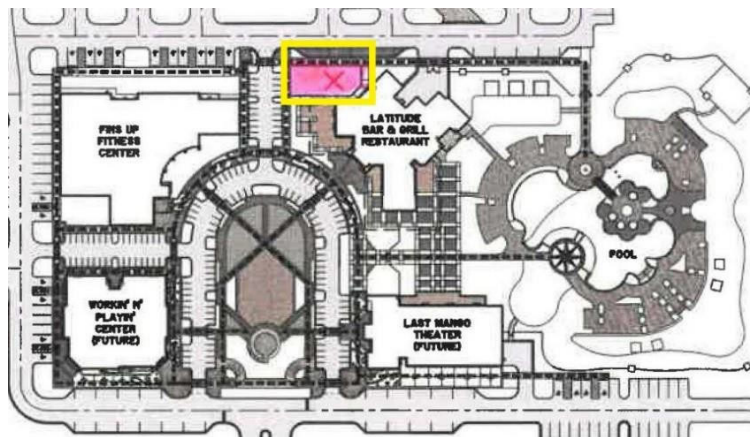 FINS UP
FITNESS
CENTER
LATITUDE
BAR & GRILL
RESTAURANT
POOL
WORKIN' N'
PLAYIN'
CENTER
(FUTURE)
LAST MANGO
THEATER
(FUTURE)